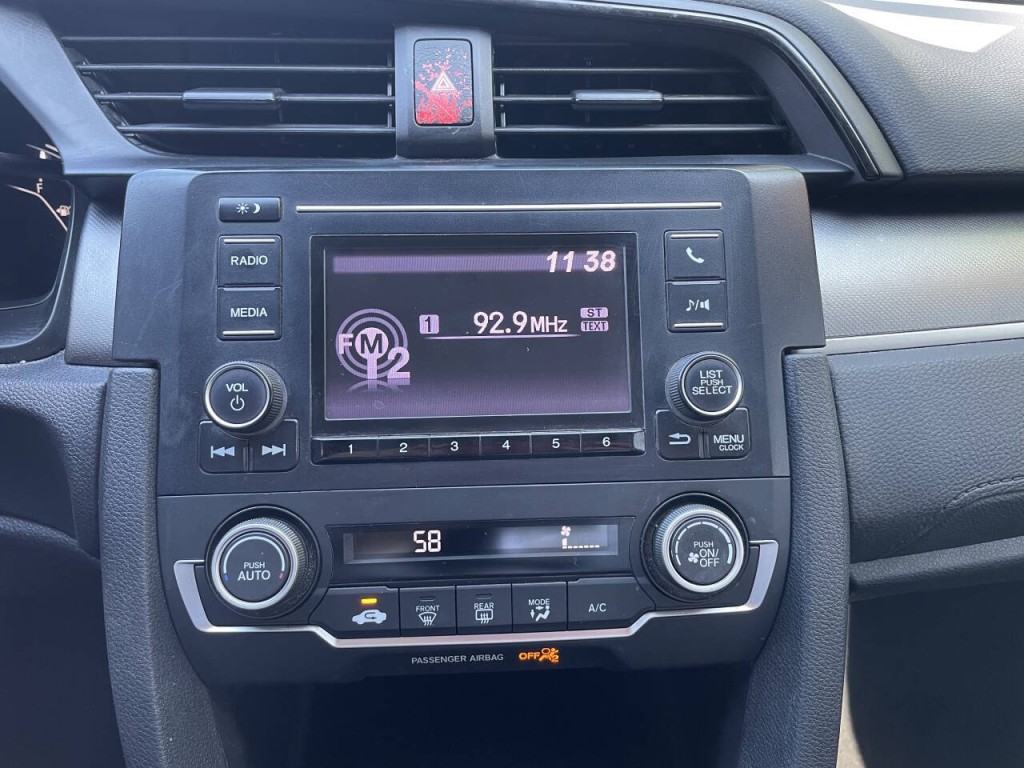 F
RADIO
MEDIA
11 38
1 92.9MHz ST
TEXT
FM2
♪/
VOL
LIST
PUSH
SELECT
1 2 3 4 5 6
MENU
CLOCK
PUSH
AUTO
58
PUSH
ON/
OFF
FRONT
REAR
MODE
A/C
PASSENGER AIRBAG OFF 2